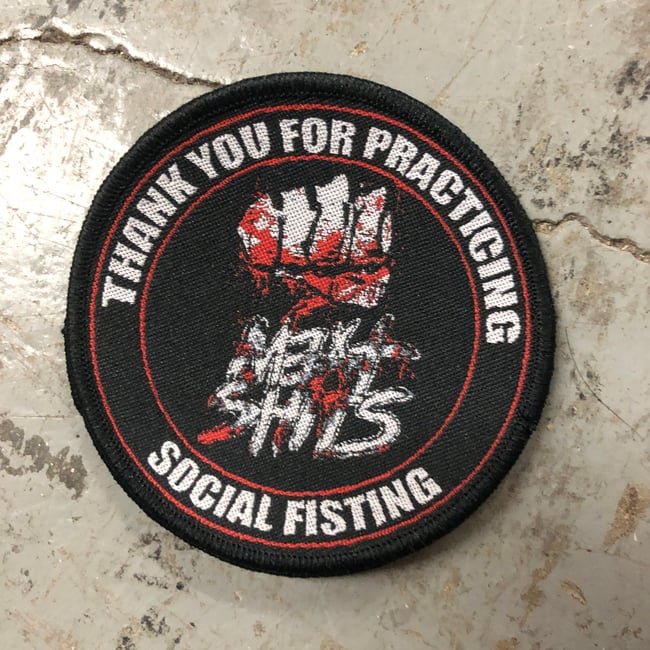 THANK YOU FOR PRACTICING
SOCIAL FISTING